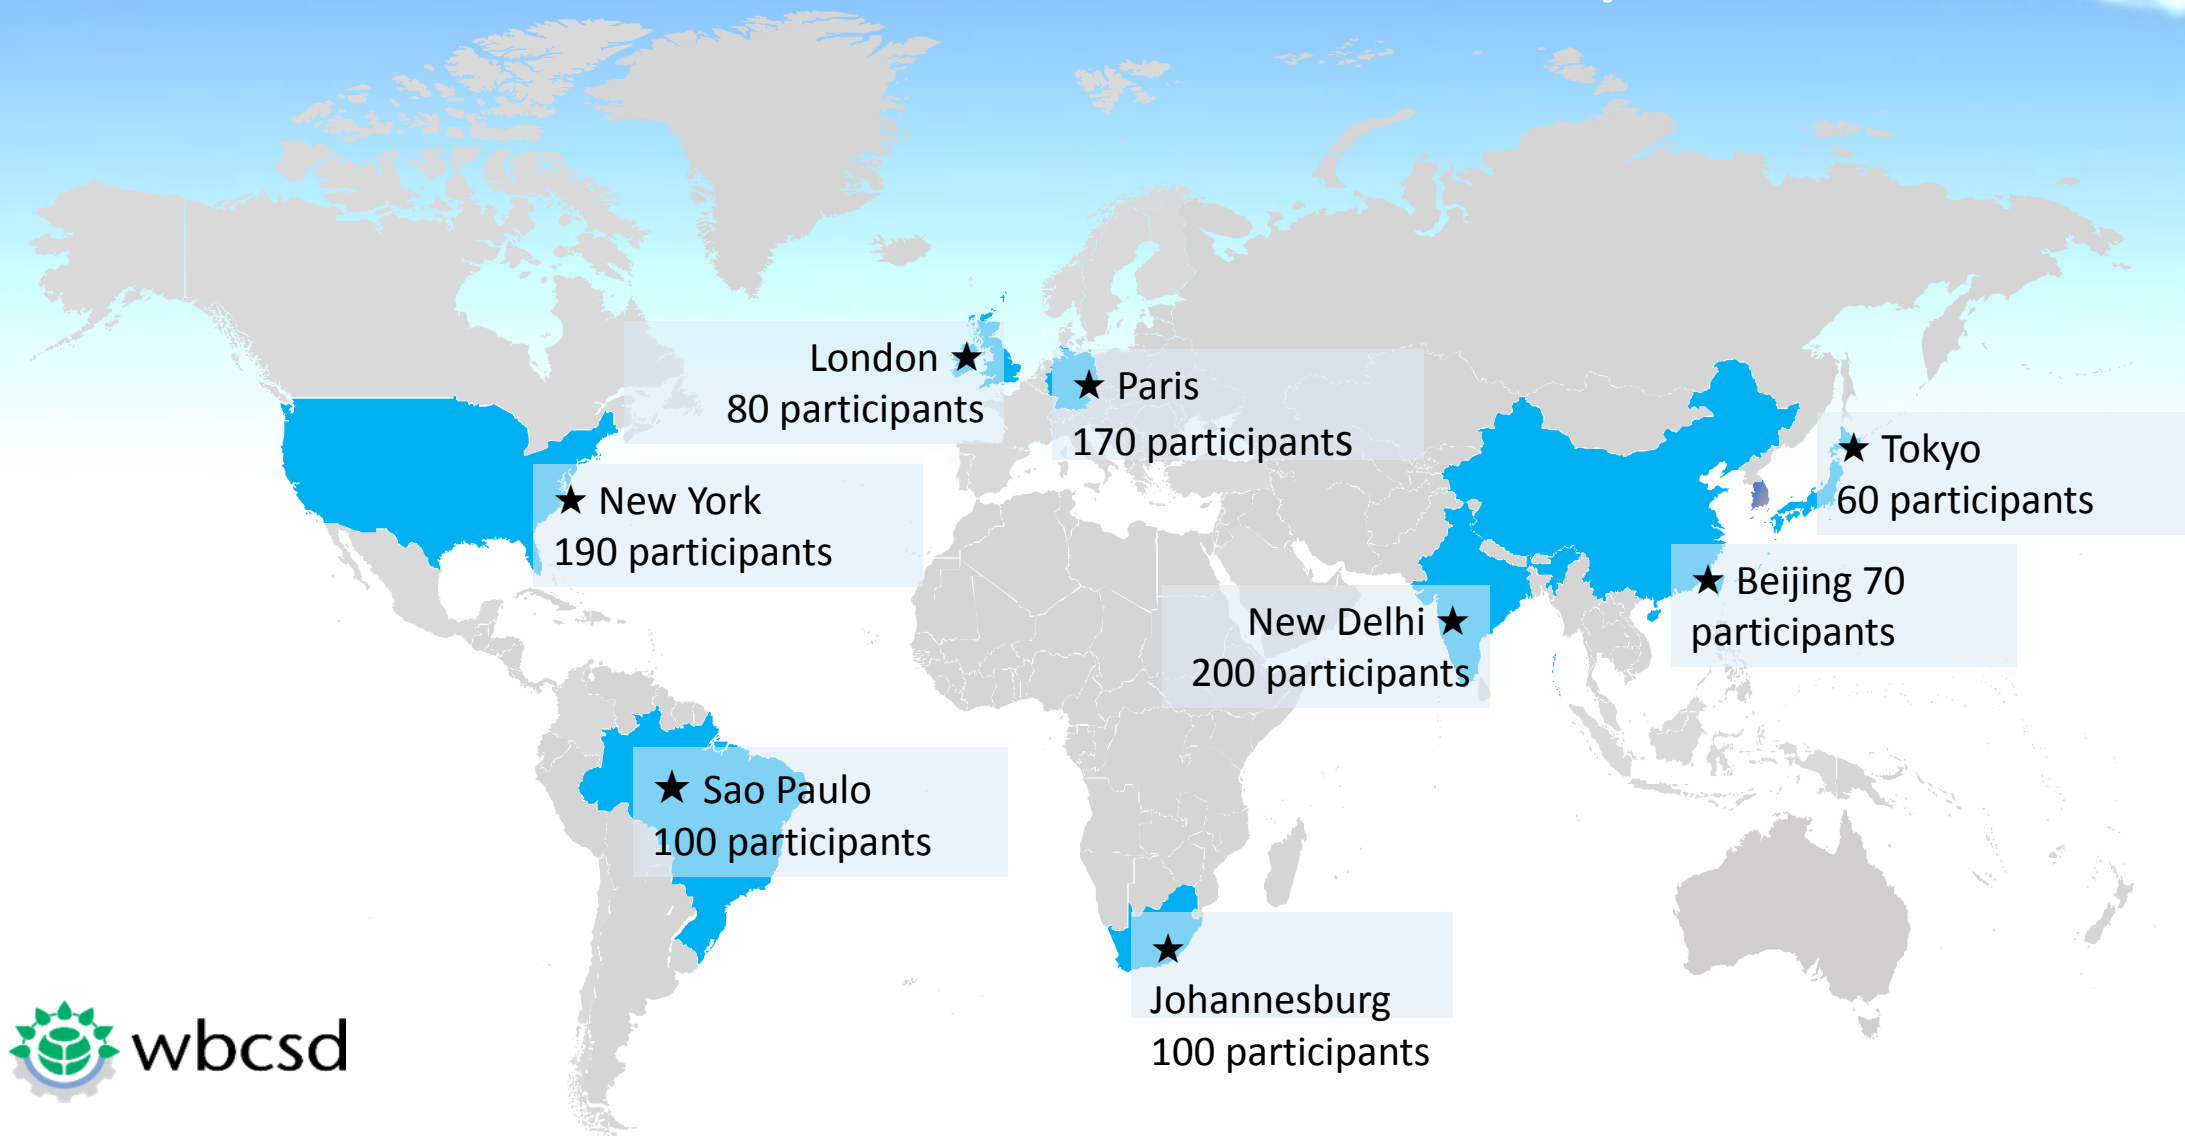 London ★
80 participants
★ Paris
170 participants
★ Tokyo
60 participants
★ New York
190 participants
★ Beijing 70
participants
New Delhi ★
200 participants
★ Sao Paulo
100 participants
★
Johannesburg
100 participants
wbcsd